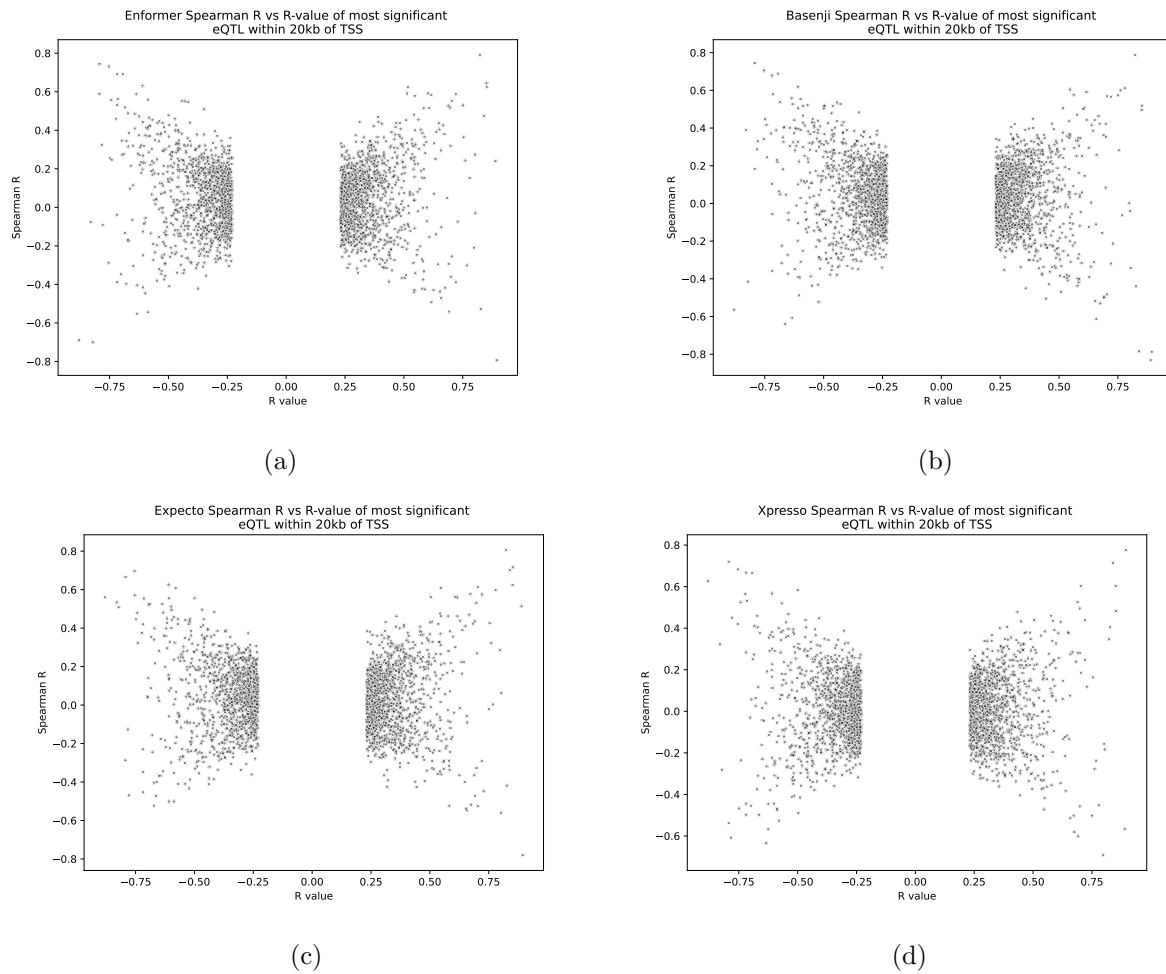 Enformer Spearman R vs R-value of most significant
eQTL within 20kb of TSS
0.8
0.6
0.4
0.2
0.0
−0.2
−0.4
−0.6
−0.8
Spearman R
−0.75 −0.50 −0.25 0.00 0.25 0.50 0.75
R value
(a)
Basenji Spearman R vs R-value of most significant
eQTL within 20kb of TSS
0.8
0.6
0.4
0.2
0.0
−0.2
−0.4
−0.6
−0.8
Spearman R
−0.75 −0.50 −0.25 0.00 0.25 0.50 0.75
R value
(b)
Expecto Spearman R vs R-value of most significant
eQTL within 20kb of TSS
0.8
0.6
0.4
0.2
0.0
−0.2
−0.4
−0.6
−0.8
Spearman R
−0.75 −0.50 −0.25 0.00 0.25 0.50 0.75
R value
(c)
Xpresso Spearman R vs R-value of most significant
eQTL within 20kb of TSS
0.8
0.6
0.4
0.2
0.0
−0.2
−0.4
−0.6
Spearman R
−0.75 −0.50 −0.25 0.00 0.25 0.50 0.75
R value
(d)